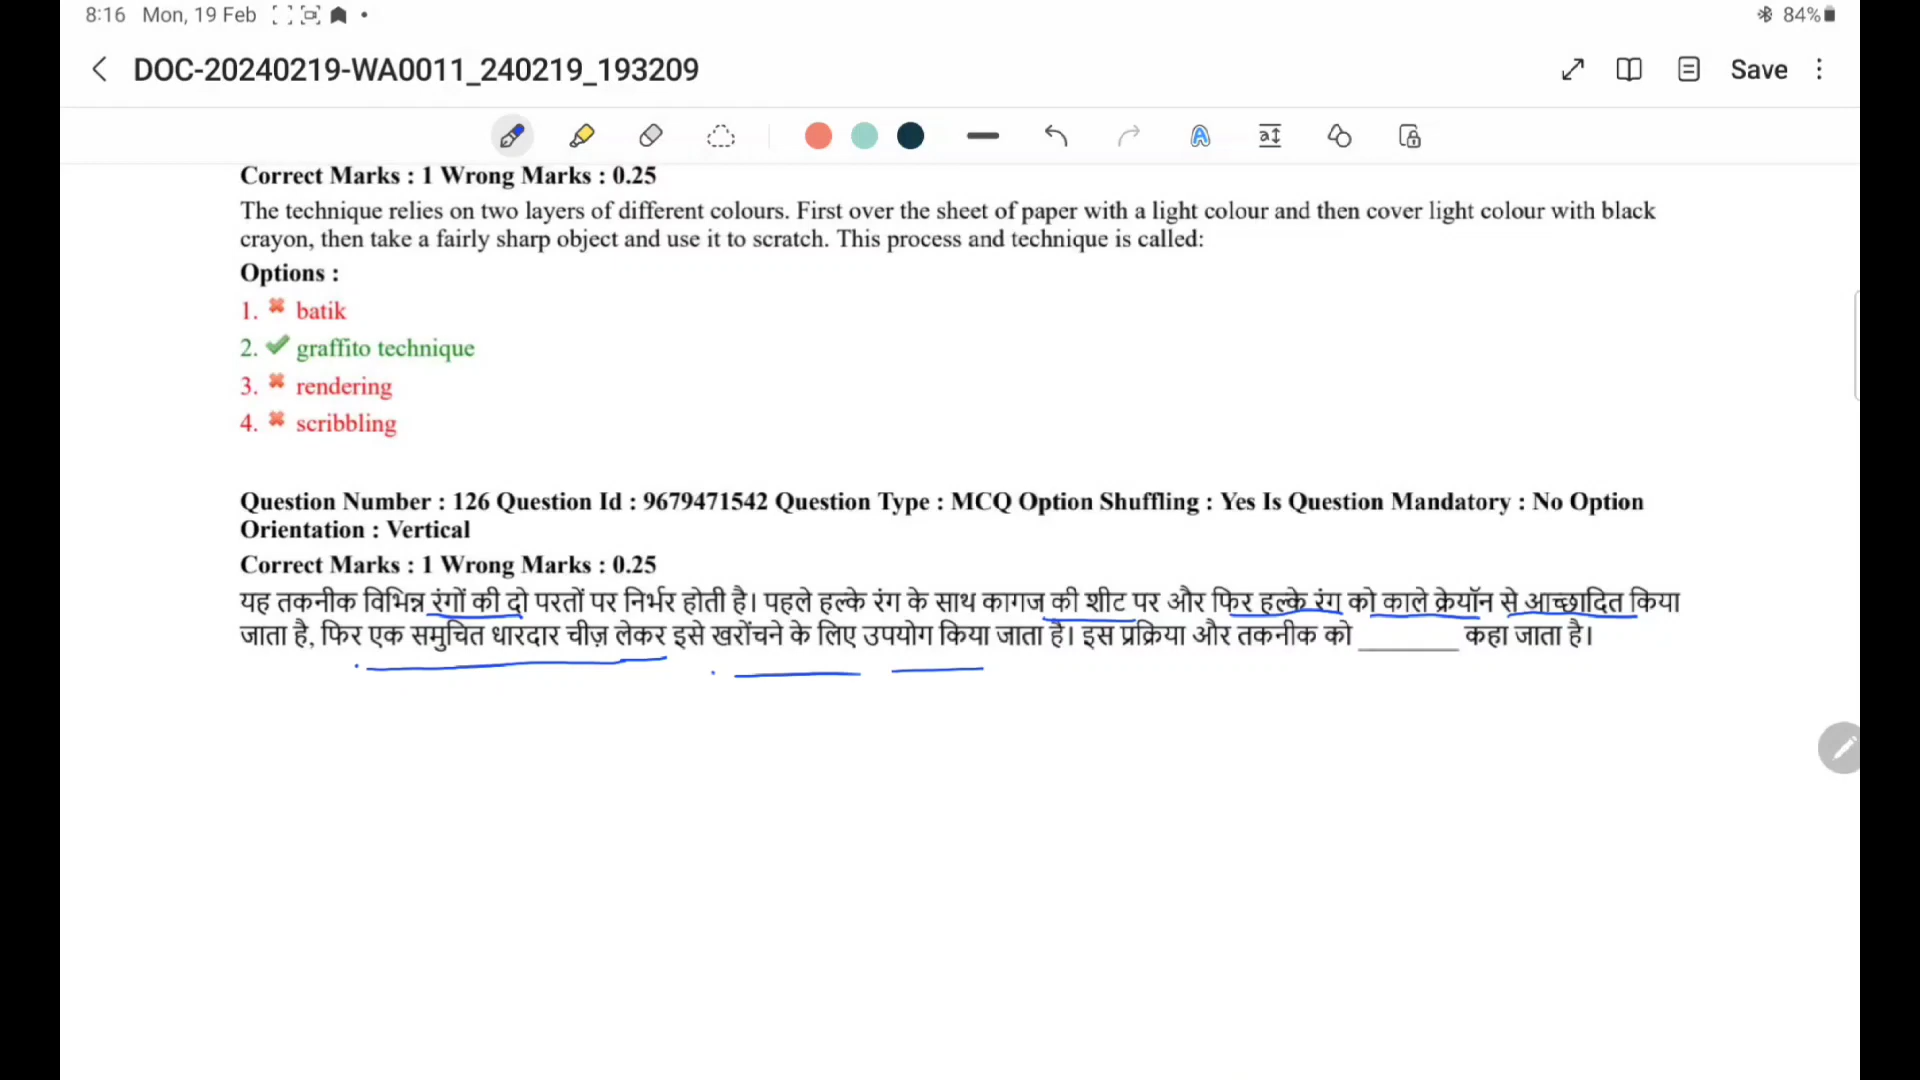 8:16 Mon, 19 Feb 84%
DOC-20240219-WA0011_240219_193209 Save
Correct Marks : 1 Wrong Marks : 0.25
The technique relies on two layers of different colours. First over the sheet of paper with a light colour and then cover light colour with black
crayon, then take a fairly sharp object and use it to scratch. This process and technique is called:
Options :
1. batik
2. graffito technique
3. rendering
4. scribbling
Question Number : 126 Question Id : 9679471542 Question Type : MCQ Option Shuffling : Yes Is Question Mandatory : No Option
Orientation : Vertical
Correct Marks : 1 Wrong Marks : 0.25
यह तकनीक विभिन्न रंगों की दो परतों पर निर्भर होती है। पहले हल्के रंग के साथ कागज की शीट पर और फिर हल्के रंग को काले क्रेयॉन से आच्छादित किया
जाता है, फिर एक समुचित धारदार चीज़ लेकर इसे खरोंचने के लिए उपयोग किया जाता है। इस प्रक्रिया और तकनीक को ________ कहा जाता है।